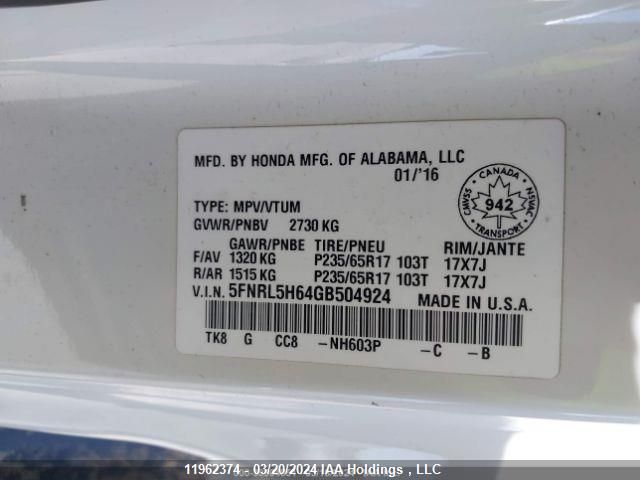 MFD. BY HONDA MFG. OF ALABAMA, LLC
01/'16
CANADA
CMVSS 942 NSVAC
TRANSPORT
TYPE: MPV/VTUM
GVWR/PNBV 2730 KG
GAWR/PNBE TIRE/PNEU RIM/JANTE
F/AV 1320 KG P235/65R17 103T 17X7J
R/AR 1515 KG P235/65R17 103T 17X7J
V.I.N. 5FNRL5H64GB504924 MADE IN U.S.A.
TK8 G CC8 -NH603P -C -B
11962374 - 03/20/2024 IAA Holdings , LLC